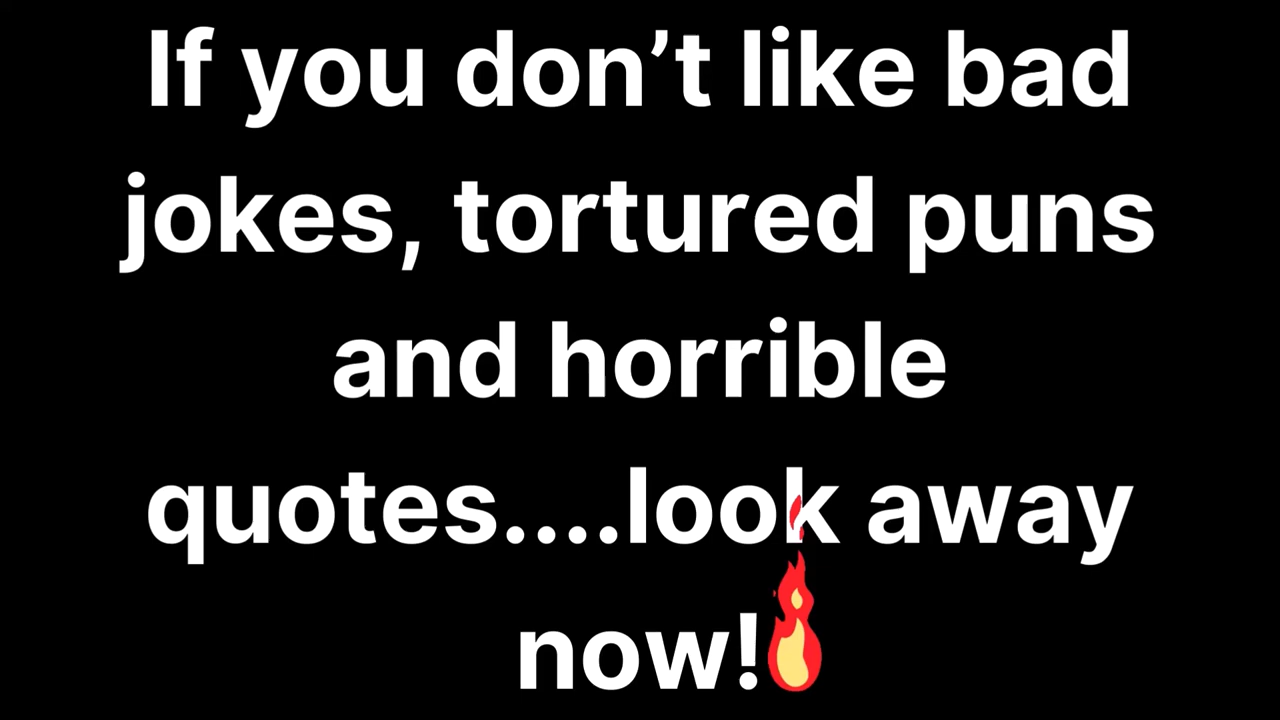 If you don’t like bad
jokes, tortured puns
and horrible
quotes....look away
now!